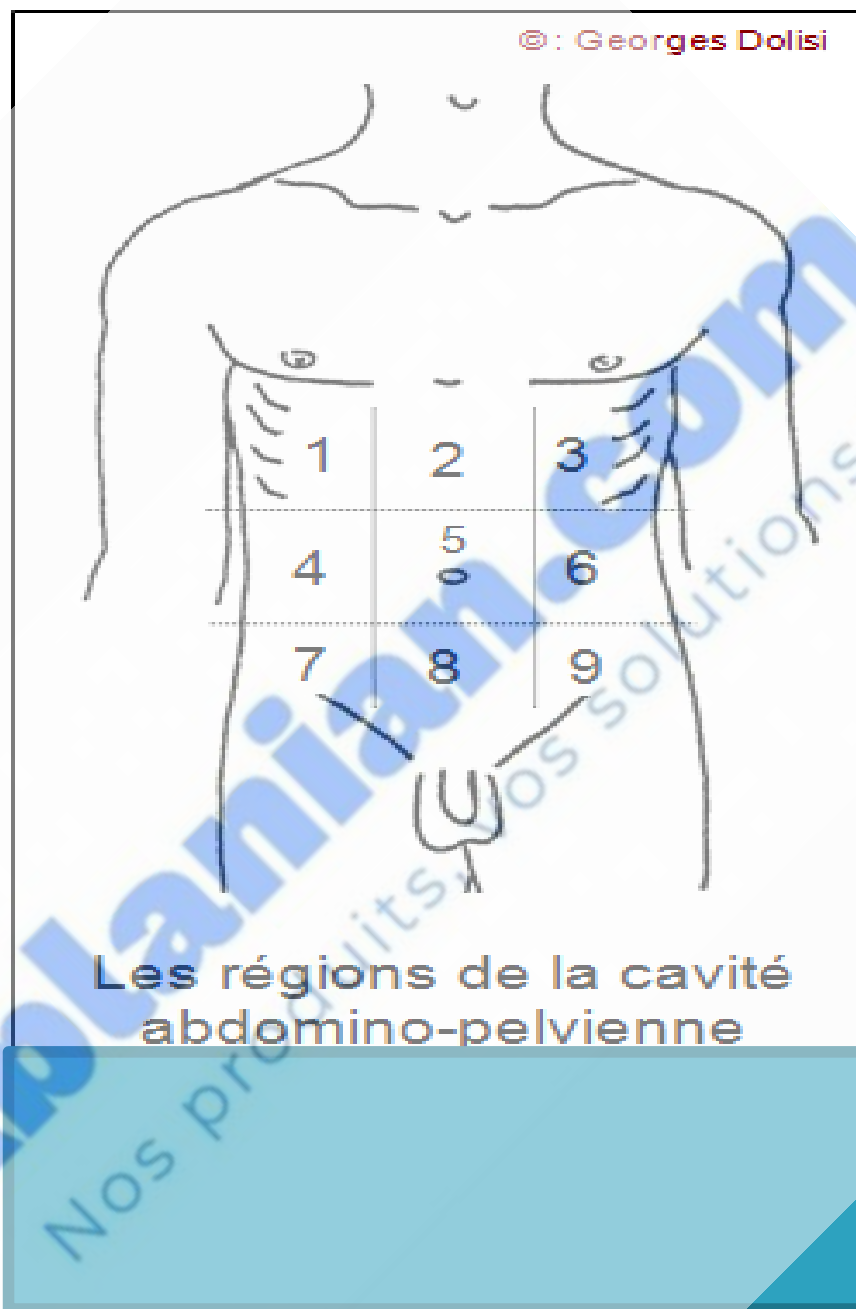 © : Georges Dolisi
1 2 3
5
4 6
7 8 9
planian.com
Nos produits, vos solutions
Les régions de la cavité
abdomino-pelvienne